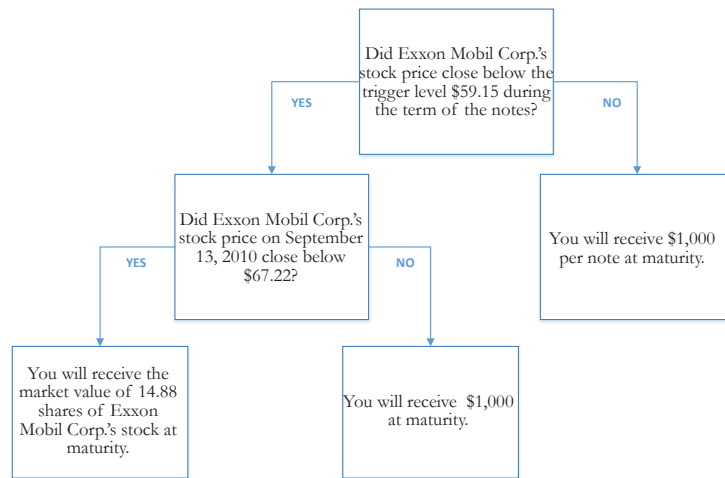 Did Exxon Mobil Corp.'s
stock price close below the
trigger level $59.15 during
the term of the notes?
YES
NO
Did Exxon Mobil Corp.'s
stock price on September
13, 2010 close below
$67.22?
You will receive $1,000
per note at maturity.
YES
NO
You will receive the
market value of 14.88
shares of Exxon
Mobil Corp.'s stock at
maturity.
You will receive $1,000
at maturity.